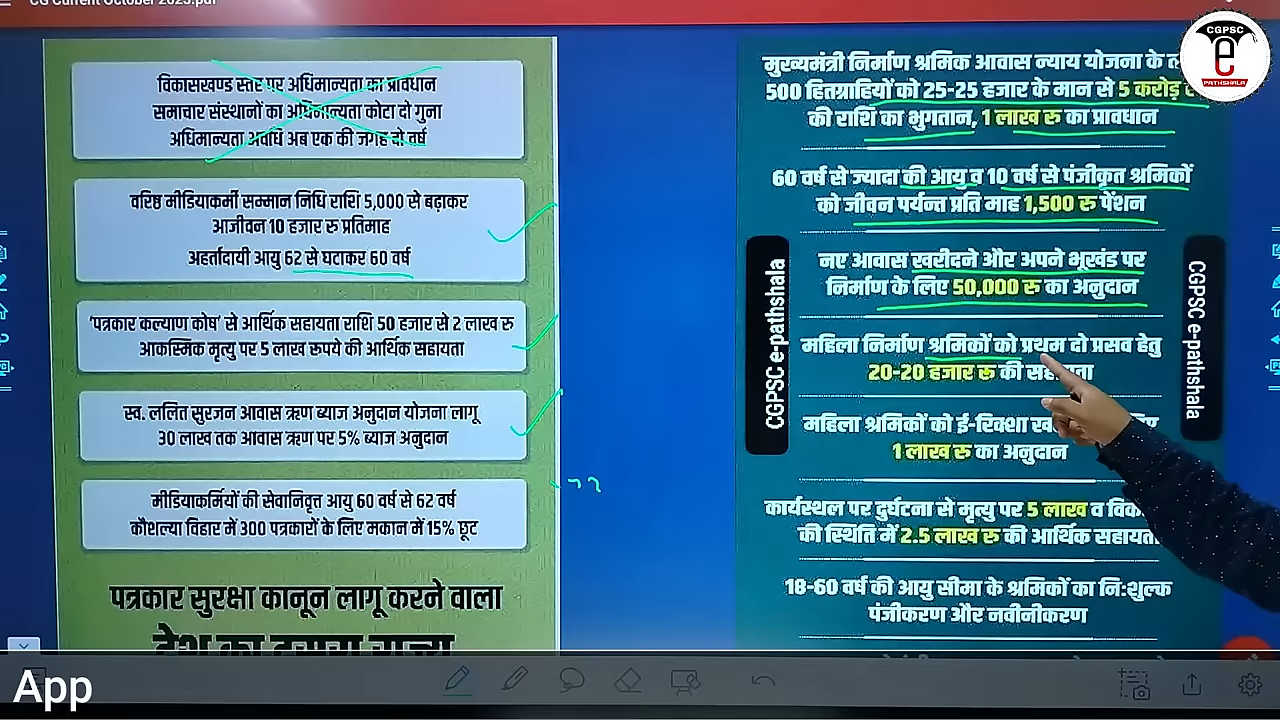 CG Current October 2023.pdf
CGPSC
e
PATHSHALA
विकासखण्ड स्तर पर अधिमान्यता का प्रावधान
समाचार संस्थानों का अधिमान्यता कोटा दो गुना
अधिमान्यता अवधि अब एक की जगह दो वर्ष
वरिष्ठ मीडियाकर्मी सम्मान निधि राशि 5,000 से बढ़ाकर
आजीवन 10 हजार रु प्रतिमाह
अहर्तादायी आयु 62 से घटाकर 60 वर्ष
'पत्रकार कल्याण कोष' से आर्थिक सहायता राशि 50 हजार से 2 लाख रु
आकस्मिक मृत्यु पर 5 लाख रूपये की आर्थिक सहायता
स्व. ललित सुरजन आवास ऋण ब्याज अनुदान योजना लागू
30 लाख तक आवास ऋण पर 5% ब्याज अनुदान
मीडियाकर्मियों की सेवानिवृत्त आयु 60 वर्ष से 62 वर्ष
कौशल्या विहार में 300 पत्रकारों के लिए मकान में 15% छूट
पत्रकार सुरक्षा कानून लागू करने वाला
देश का दूसरा राज्य
CGPSC e-pathshala
मुख्यमंत्री निर्माण श्रमिक आवास न्याय योजना के
500 हितग्राहियों को 25-25 हजार के मान से 5 करोड़
की राशि का भुगतान, 1 लाख रु का प्रावधान
60 वर्ष से ज्यादा की आयु व 10 वर्ष से पंजीकृत श्रमिकों
को जीवन पर्यन्त प्रति माह 1,500 रु पेंशन
नए आवास खरीदने और अपने भूखंड पर
निर्माण के लिए 50,000 रु का अनुदान
महिला निर्माण श्रमिकों को प्रथम दो प्रसव हेतु
20-20 हजार रु की सहायता
महिला श्रमिकों को ई-रिक्शा
1 लाख रु का अनुदान
कार्यस्थल पर दुर्घटना से मृत्यु पर 5 लाख व
की स्थिति में 2.5 लाख रु की आर्थिक सहायता
18-60 वर्ष की आयु सीमा के श्रमिकों का नि:शुल्क
पंजीकरण और नवीनीकरण
CGPSC e-pathshala
App